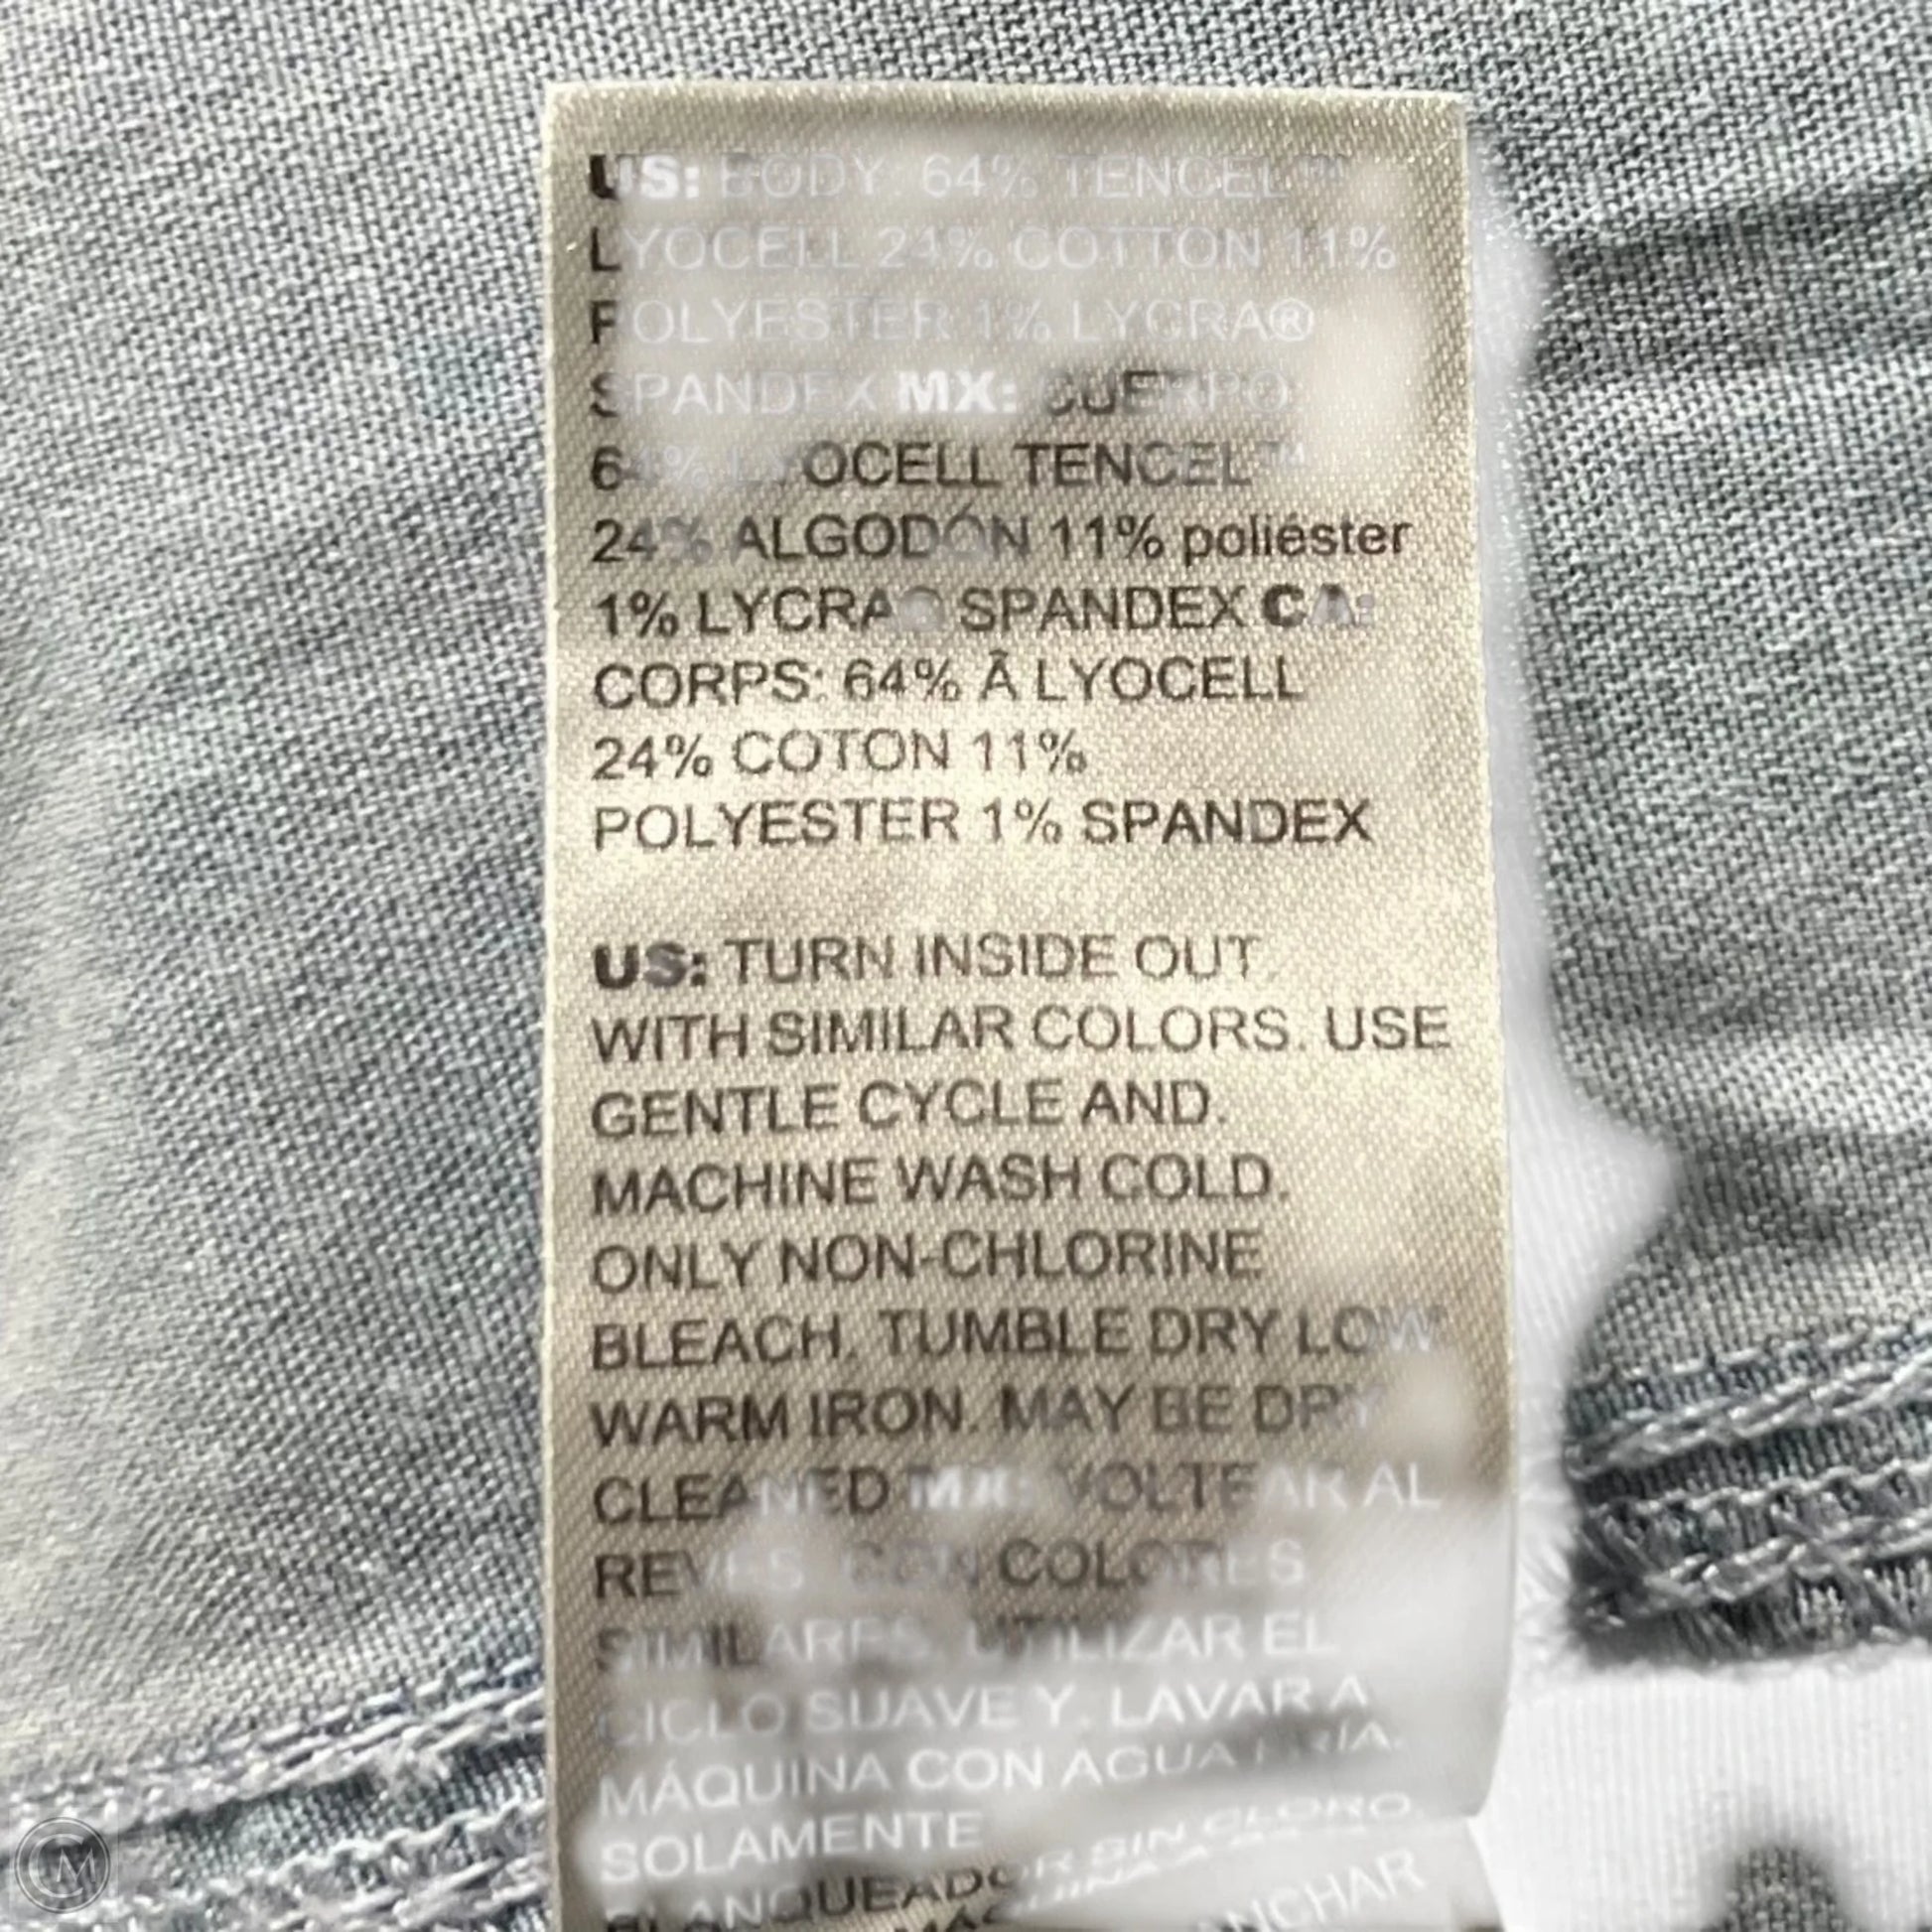 US: BODY: 64% TENCEL™
LYOCELL 24% COTTON 11%
POLYESTER 1% LYCRA®
SPANDEX MX: CUERPO:
64% LYOCELL TENCEL™
24% ALGODÓN 11% poliéster
1% LYCRA® SPANDEX CA:
CORPS: 64% Â LYOCELL
24% COTON 11%
POLYESTER 1% SPANDEX
US: TURN INSIDE OUT.
WITH SIMILAR COLORS. USE
GENTLE CYCLE AND.
MACHINE WASH COLD.
ONLY NON-CHLORINE
BLEACH. TUMBLE DRY LOW
WARM IRON. MAY BE DRY
CLEANED MX: VOLTEAR AL
REVES. CON COLORES
SIMILARES. UTILIZAR EL
CICLO SUAVE Y. LAVAR A
MÁQUINA CON AGUA FRÍA.
SOLAMENTE
BLANQUEADOR SIN CLORO.